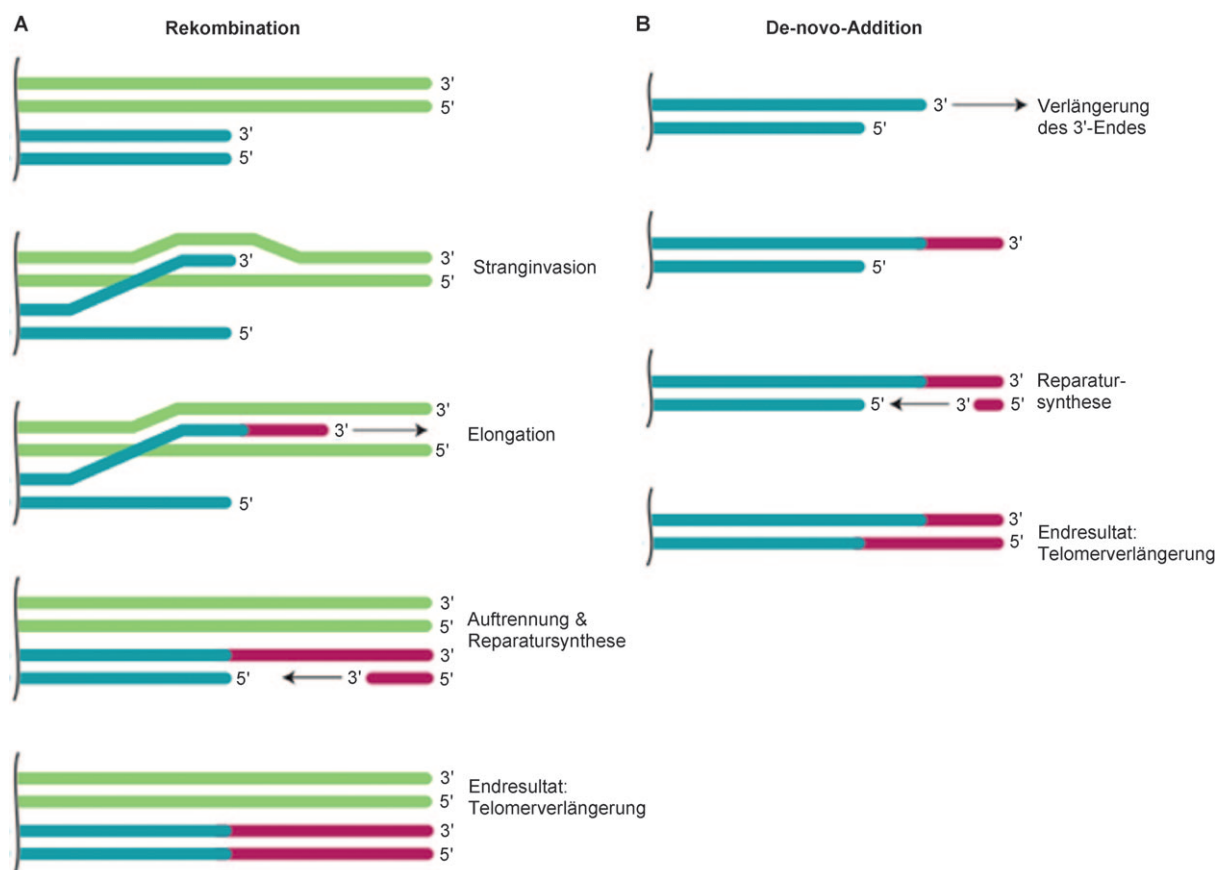 A
Rekombination
3'
5'
3'
5'
3'
3'
5'
Stranginvasion
5'
3'
3'
5'
Elongation
5'
3'
5'
Auftrennung &
Reparatursynthese
3'
5'
3'
5'
3'
5'
Endresultat:
Telomerverlängerung
3'
5'
B
De-novo-Addition
3'
5'
Verlängerung
des 3'-Endes
3'
5'
3'
5'
3'
5'
Reparatur-
synthese
3'
5'
Endresultat:
Telomerverlängerung